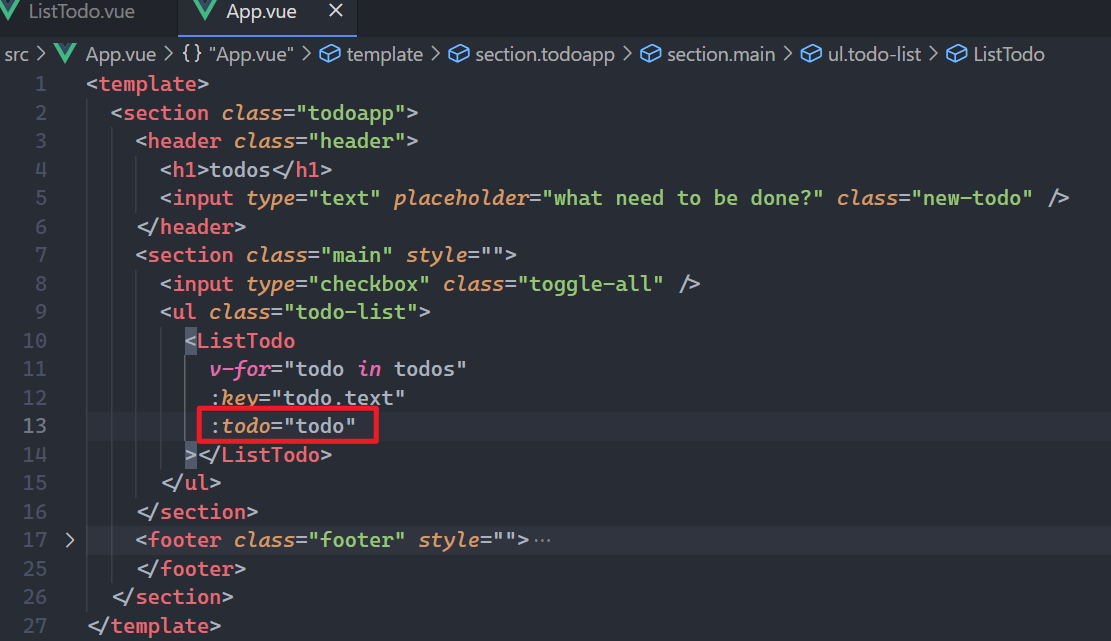 ListTodo.vue App.vue ×
src > App.vue > {} "App.vue" > template > section.todoapp > section.main > ul.todo-list > ListTodo
1 <template>
2 <section class="todoapp">
3 <header class="header">
4 <h1>todos</h1>
5 <input type="text" placeholder="what need to be done?" class="new-todo" />
6 </header>
7 <section class="main" style="">
8 <input type="checkbox" class="toggle-all" />
9 <ul class="todo-list">
10 <ListTodo
11 v-for="todo in todos"
12 :key="todo.text"
13 :todo="todo"
14 ></ListTodo>
15 </ul>
16 </section>
17 > <footer class="footer" style="">···
25 </footer>
26 </section>
27 </template>